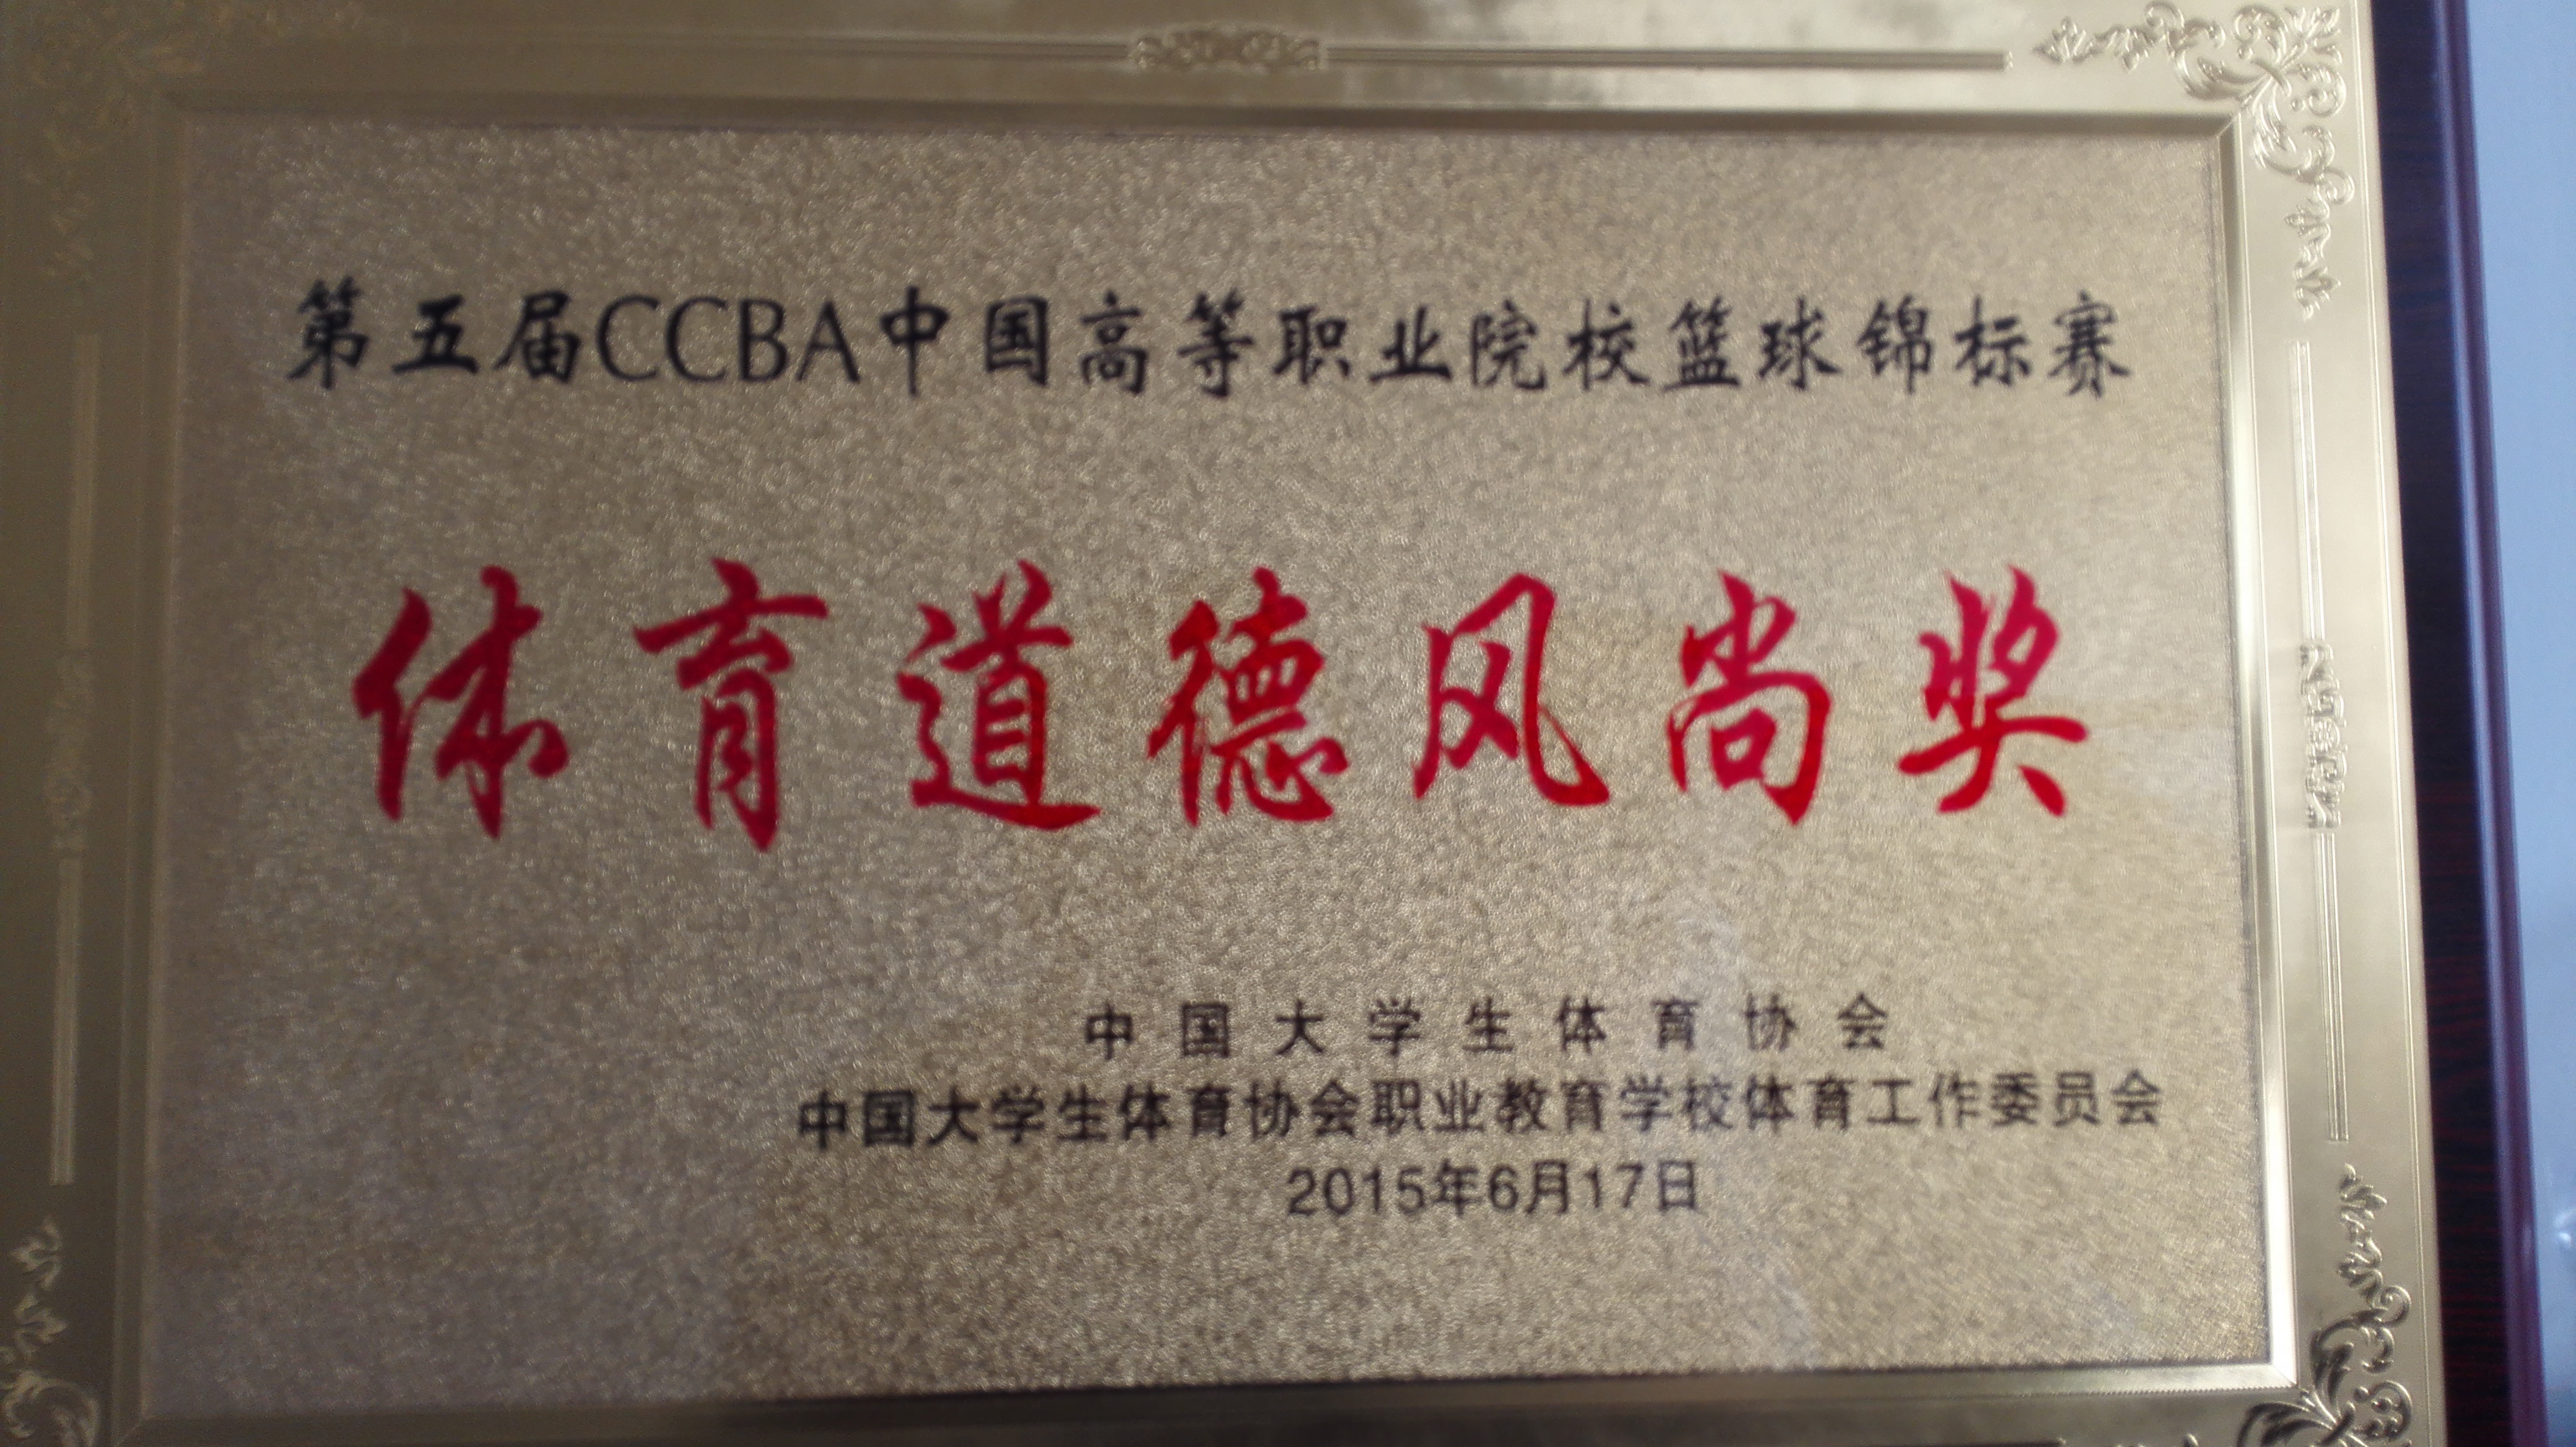 第五届CCBA中国高等职业院校篮球锦标赛
体育道德风尚奖
中国大学生体育协会
中国大学生体育协会职业教育学校体育工作委员会
2015年6月17日